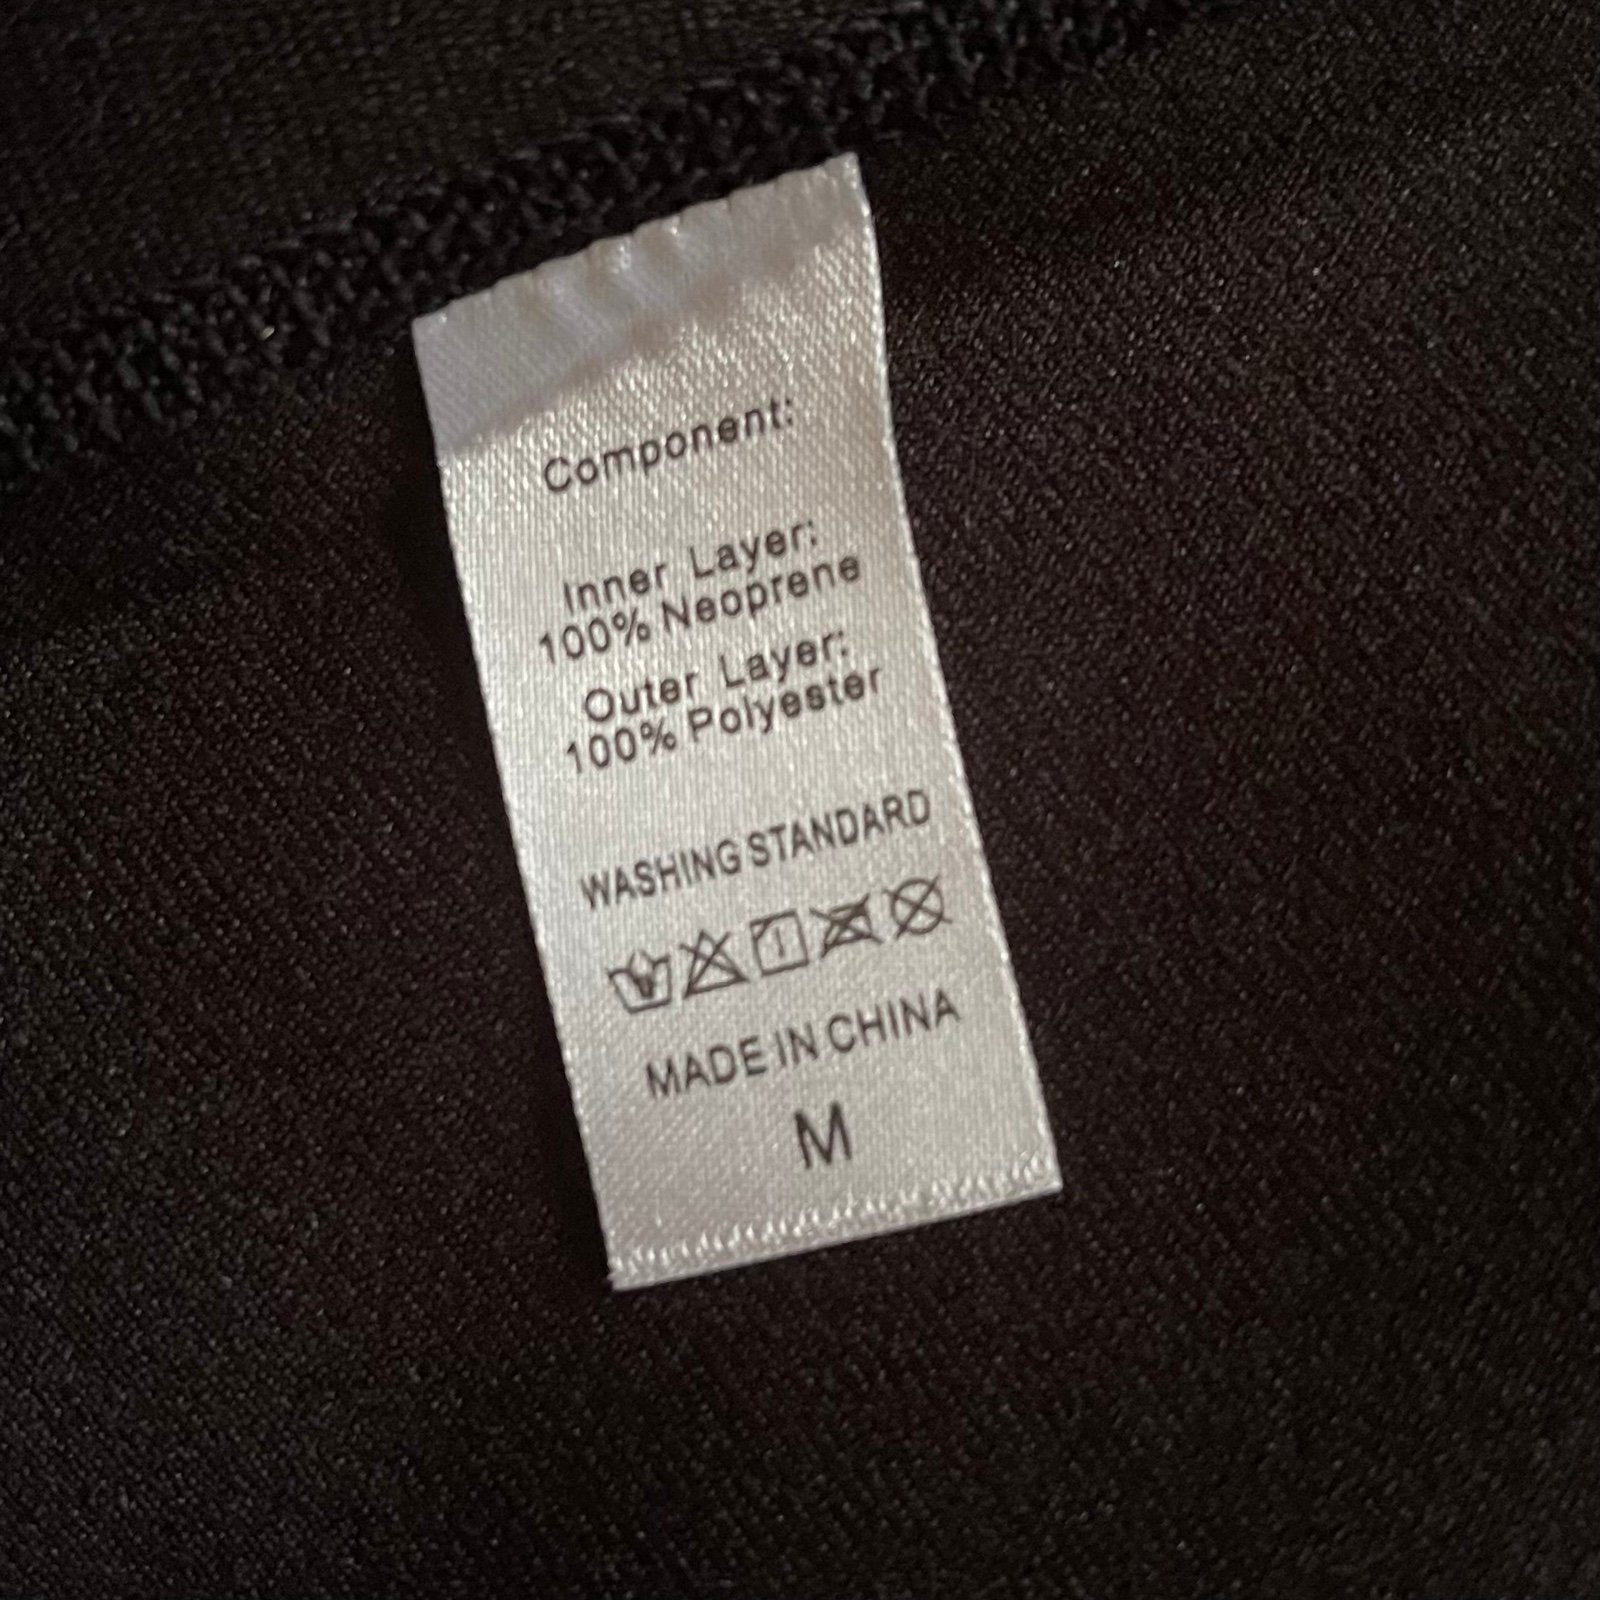 Component:
Inner Layer:
100% Neoprene
Outer Layer:
100% Polyester
WASHING STANDARD
MADE IN CHINA
M